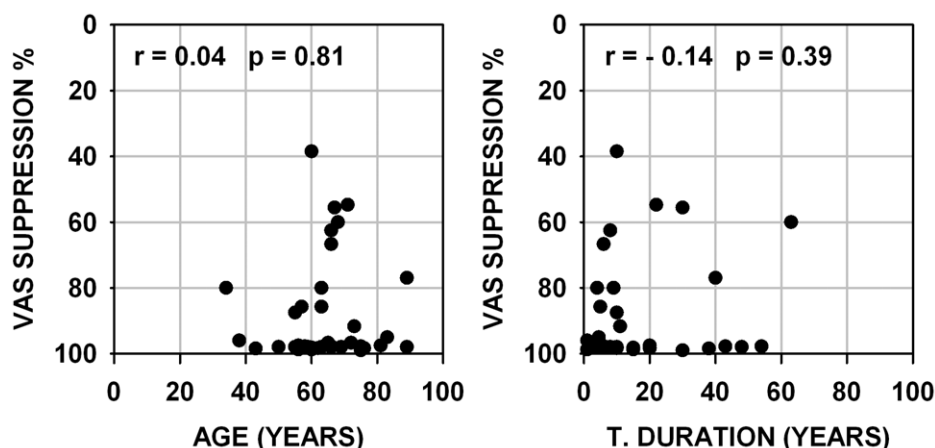 VAS SUPPRESSION %
0
20
40
60
80
100
r = 0.04 p = 0.81
0 20 40 60 80 100
AGE (YEARS)
VAS SUPPRESSION %
0
20
40
60
80
100
r = - 0.14 p = 0.39
0 20 40 60 80 100
T. DURATION (YEARS)